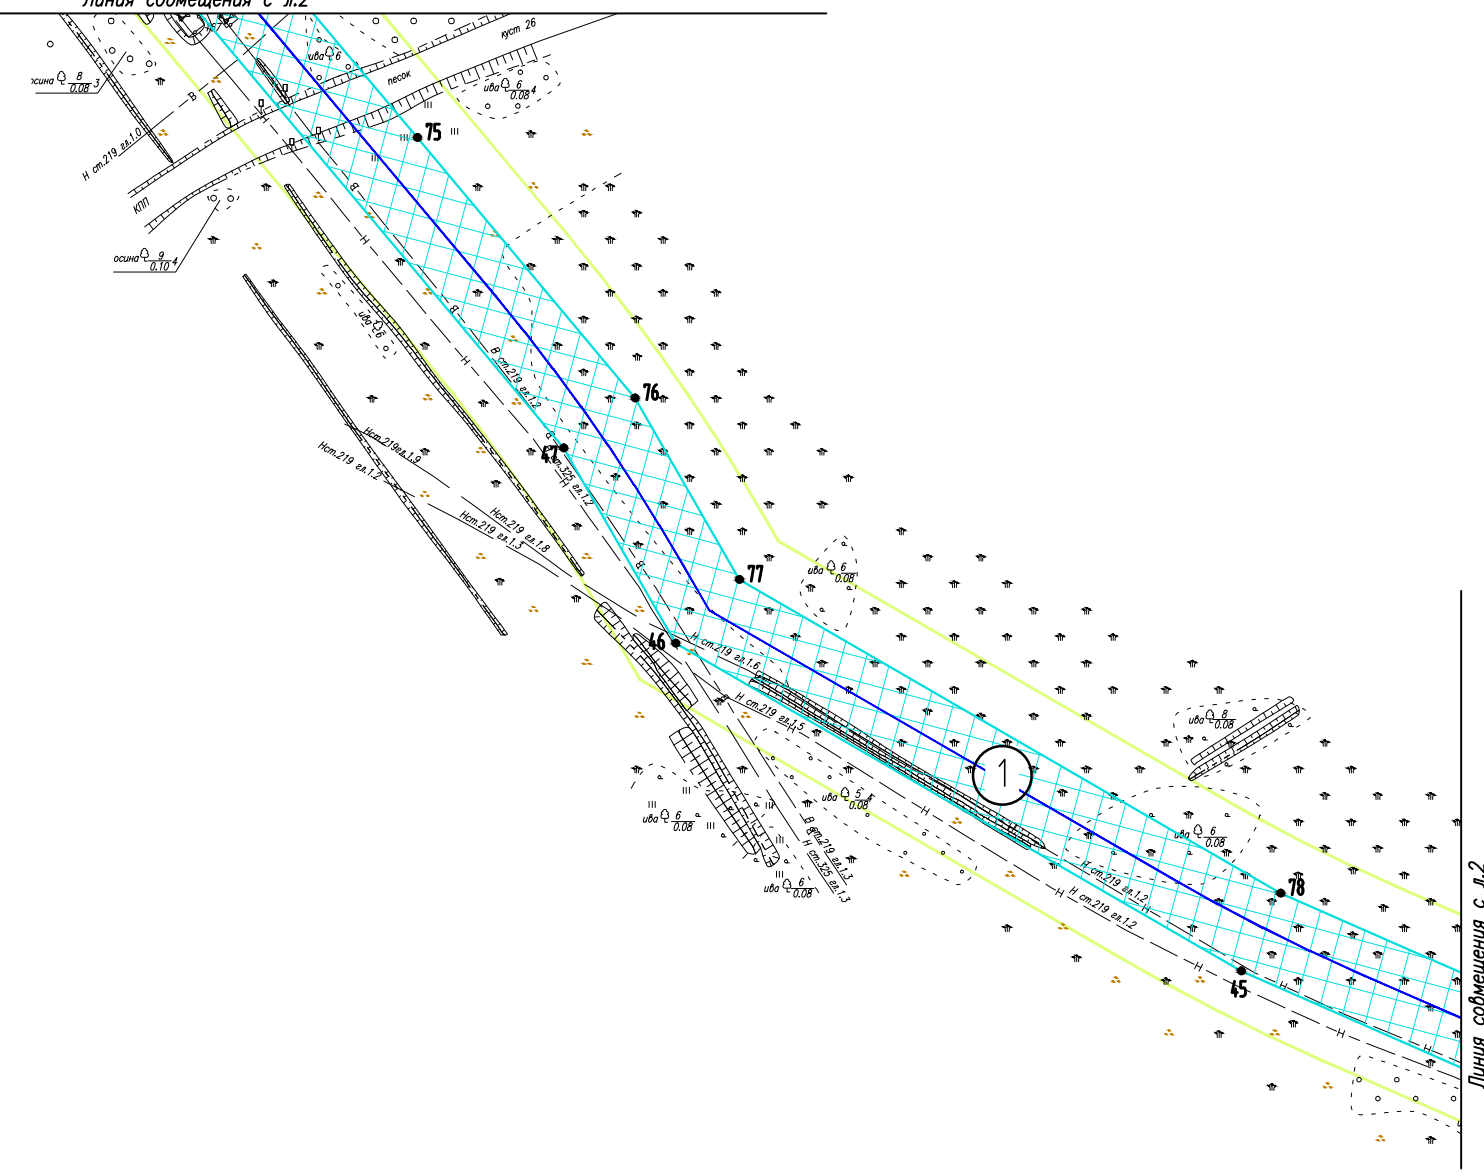 Линия совмещения с л.2
куст 26
песок
ива 6
осина 8 0.08 3
ива 6 0.08 4
Н ст.219 гл.1.0
В
75
КПП
осина 9 0.10 4
В
Н
ива 6
В
Н
В ст.219 гл.1.2
76
47
ст.325 гл.1.2
Нст.219гл.1.9
Нст.219 гл.1.2
Н
Нст.219 гл.1.8
Нст.219 гл.1.3
В
77
ива 6 0.08
46
Н ст.219 гл.1.6
Н ст.219 гл.1.5
Н
ива 8 0.08
1
ива 5 0.08
Н
ива 6 0.08
ива 6 0.08
В ст.219 гл.1.3
Н ст.325 гл.1.3
ива 6 0.08
Н ст.219 гл.1.2
Н ст.219 гл.1.2
Н
Н
78
45
Н
Н
Н
Н
Линия совмещения с л.2